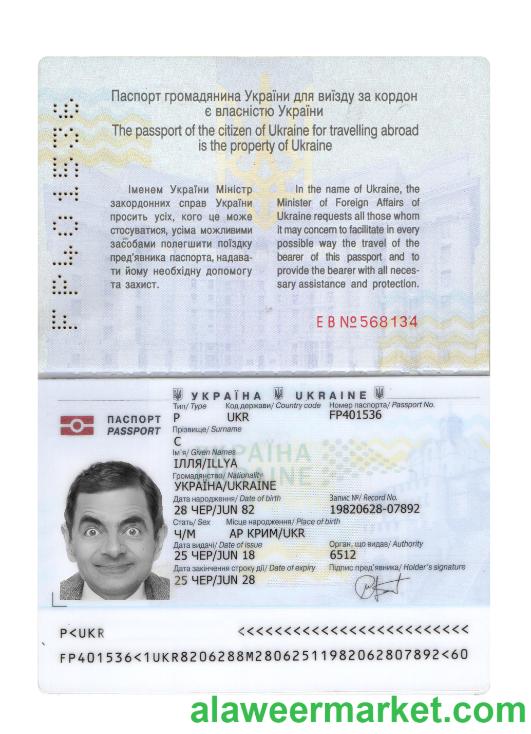 FP401536
Паспорт громадянина України для виїзду за кордон
є власністю України
The passport of the citizen of Ukraine for travelling abroad
is the property of Ukraine
Іменем України Міністр
закордонних справ України
просить усіх, кого це може
стосуватися, усіма можливими
засобами полегшити поїздку
пред'явника паспорта, надава-
ти йому необхідну допомогу
та захист.
In the name of Ukraine, the
Minister of Foreign Affairs of
Ukraine requests all those whom
it may concern to facilitate in every
possible way the travel of the
bearer of this passport and to
provide the bearer with all neces-
sary assistance and protection.
ЕВ№568134
УКРАЇНА UKRAINE
ПАСПОРТ
PASSPORT
Тип/ Type Код держави/ Country code Номер паспорта/ Passport No.
P UKR FP401536
Прізвище/ Surname
С
Ім'я/ Given Names
ІЛЛЯ/ILLYA
Громадянство/ Nationality
УКРАЇНА/UKRAINE
Дата народження/ Date of birth Запис №/ Record No.
28 ЧЕР/JUN 82 19820628-07892
Стать/ Sex Місце народження/ Place of birth
Ч/M АР КРИМ/UKR
Дата видачі/ Date of issue Орган, що видав/ Authority
25 ЧЕР/JUN 18 6512
Дата закінчення строку дії/ Date of expiry Підпис пред'явника/ Holder's signature
25 ЧЕР/JUN 28
P<UKR <<<<<<<<<<<<<<<<<<<<<<<<<
FP401536<1UKR8206288M2806251198206280​7892<60
alaweermarket.com